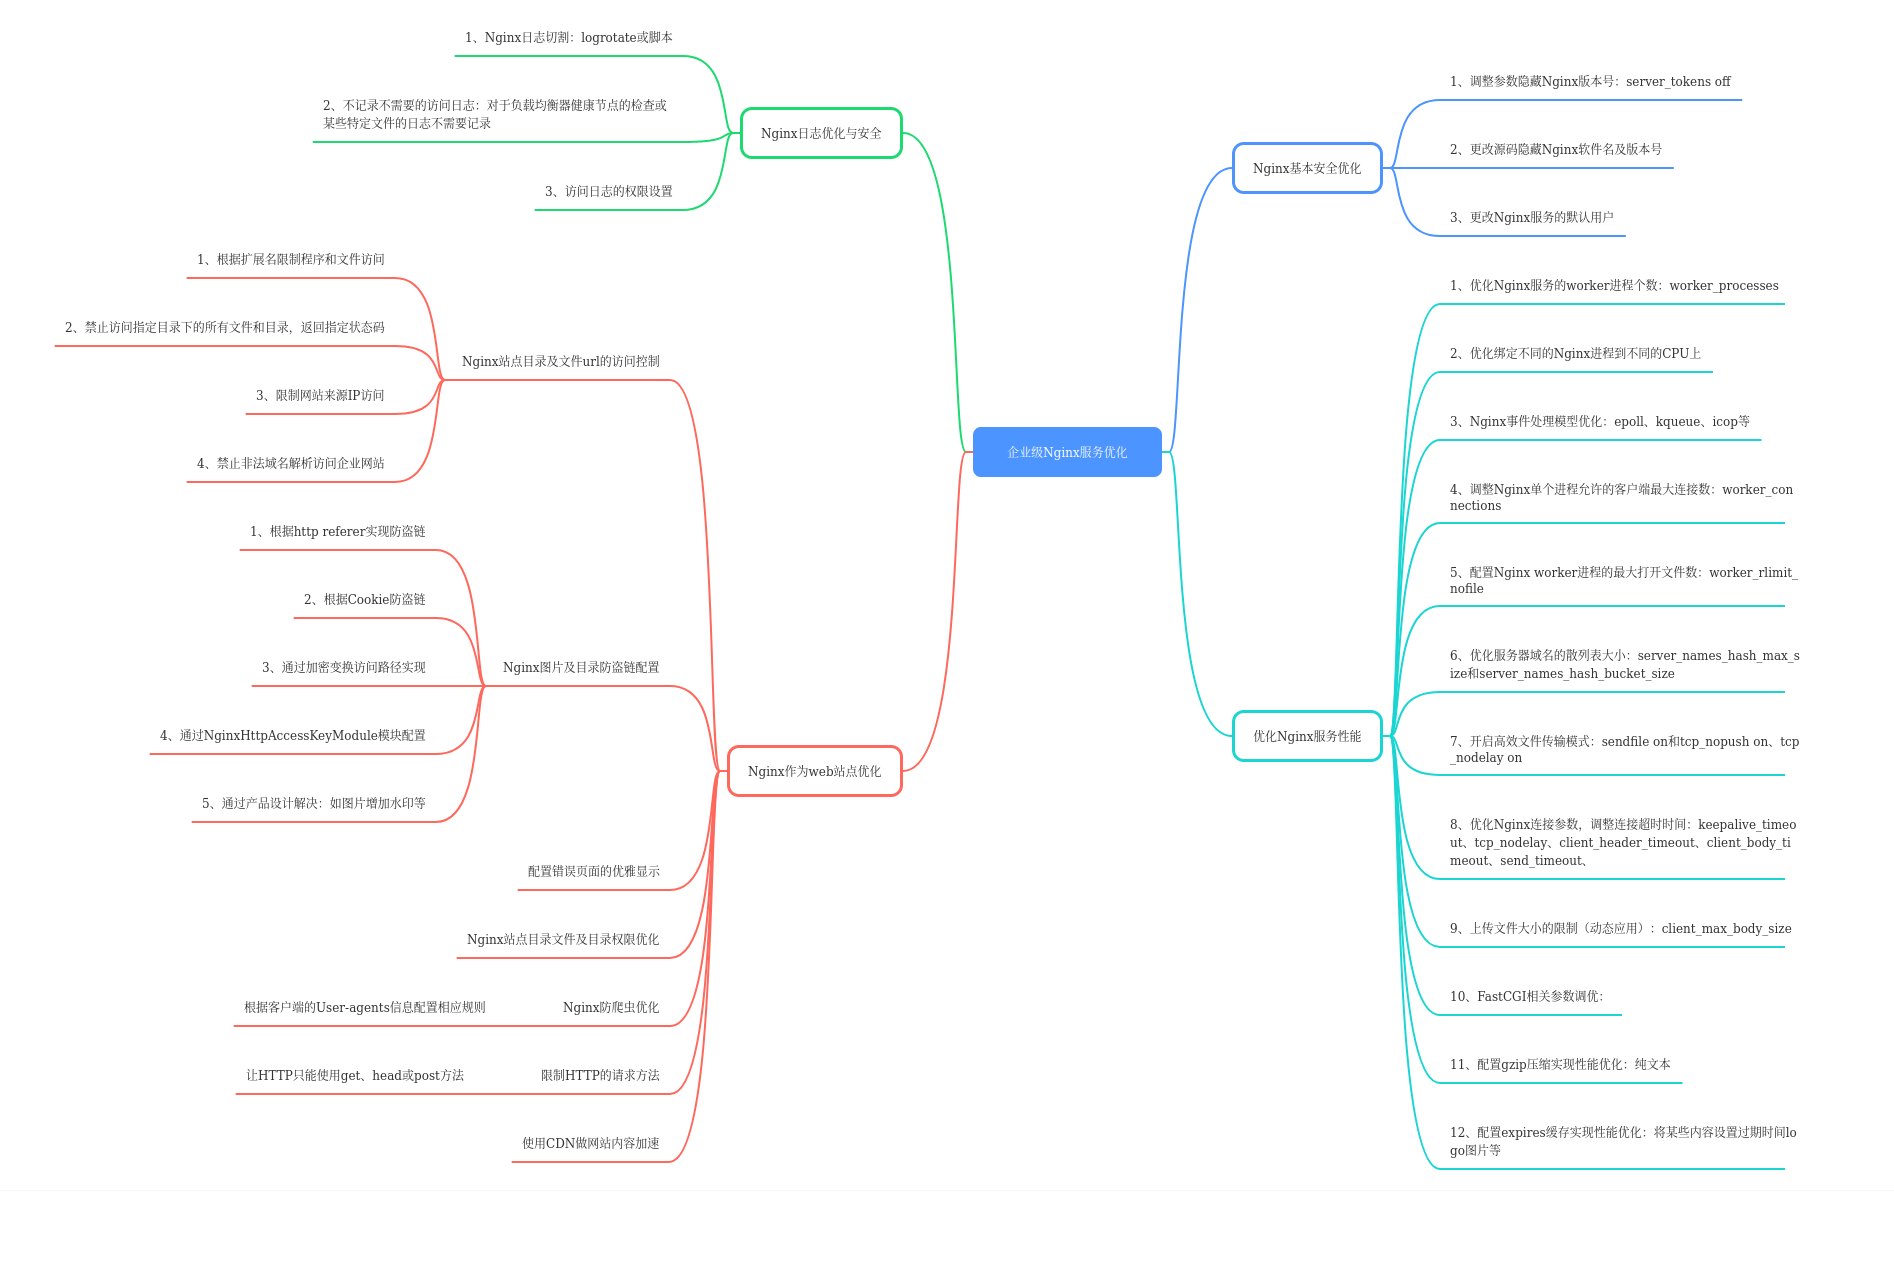 企业级Nginx服务优化
Nginx基本安全优化
1、调整参数隐藏Nginx版本号：server_tokens off
2、更改源码隐藏Nginx软件名及版本号
3、更改Nginx服务的默认用户
优化Nginx服务性能
1、优化Nginx服务的worker进程个数：worker_processes
2、优化绑定不同的Nginx进程到不同的CPU上
3、Nginx事件处理模型优化：epoll、kqueue、icop等
4、调整Nginx单个进程允许的客户端最大连接数：worker_con
nections
5、配置Nginx worker进程的最大打开文件数：worker_rlimit_
nofile
6、优化服务器域名的散列表大小：server_names_hash_max_s
ize和server_names_hash_bucket_size
7、开启高效文件传输模式：sendfile on和tcp_nopush on、tcp
_nodelay on
8、优化Nginx连接参数，调整连接超时时间：keepalive_timeo
ut、tcp_nodelay、client_header_timeout、client_body_ti
meout、send_timeout、
9、上传文件大小的限制（动态应用）：client_max_body_size
10、FastCGI相关参数调优：
11、配置gzip压缩实现性能优化：纯文本
12、配置expires缓存实现性能优化：将某些内容设置过期时间lo
go图片等
Nginx日志优化与安全
1、Nginx日志切割：logrotate或脚本
2、不记录不需要的访问日志：对于负载均衡器健康节点的检查或
某些特定文件的日志不需要记录
3、访问日志的权限设置
Nginx作为web站点优化
Nginx站点目录及文件url的访问控制
1、根据扩展名限制程序和文件访问
2、禁止访问指定目录下的所有文件和目录，返回指定状态码
3、限制网站来源IP访问
4、禁止非法域名解析访问企业网站
Nginx图片及目录防盗链配置
1、根据http referer实现防盗链
2、根据Cookie防盗链
3、通过加密变换访问路径实现
4、通过NginxHttpAccessKeyModule模块配置
5、通过产品设计解决：如图片增加水印等
配置错误页面的优雅显示
Nginx站点目录文件及目录权限优化
Nginx防爬虫优化
根据客户端的User-agents信息配置相应规则
限制HTTP的请求方法
让HTTP只能使用get、head或post方法
使用CDN做网站内容加速